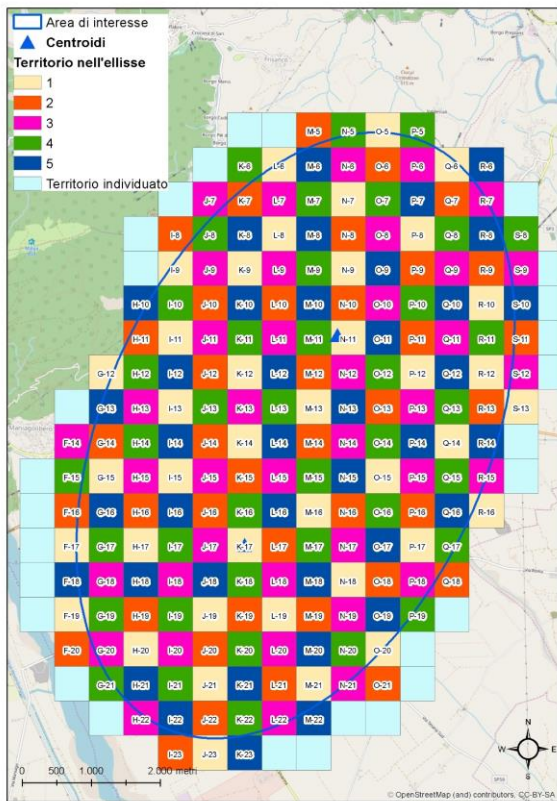 Area di interesse
Centroidi
Territorio nell'ellisse
1
2
3
4
5
Territorio individuato
M-5 N-5 O-5 P-5
K-6 L-6 M-6 N-6 O-6 P-6 Q-6 R-6
J-7 K-7 L-7 M-7 N-7 O-7 P-7 Q-7 R-7
I-8 J-8 K-8 L-8 M-8 N-8 O-8 P-8 Q-8 R-8 S-8
I-9 J-9 K-9 L-9 M-9 N-9 O-9 P-9 Q-9 R-9 S-9
H-10 I-10 J-10 K-10 L-10 M-10 N-10 O-10 P-10 Q-10 R-10 S-10
H-11 I-11 J-11 K-11 L-11 M-11 N-11 O-11 P-11 Q-11 R-11 S-11
G-12 H-12 I-12 J-12 K-12 L-12 M-12 N-12 O-12 P-12 Q-12 R-12 S-12
G-13 H-13 I-13 J-13 K-13 L-13 M-13 N-13 O-13 P-13 Q-13 R-13 S-13
F-14 G-14 H-14 I-14 J-14 K-14 L-14 M-14 N-14 O-14 P-14 Q-14 R-14
F-15 G-15 H-15 I-15 J-15 K-15 L-15 M-15 N-15 O-15 P-15 Q-15 R-15
F-16 G-16 H-16 I-16 J-16 K-16 L-16 M-16 N-16 O-16 P-16 Q-16 R-16
F-17 G-17 H-17 I-17 J-17 K-17 L-17 M-17 N-17 O-17 P-17 Q-17
F-18 G-18 H-18 I-18 J-18 K-18 L-18 M-18 N-18 O-18 P-18 Q-18
F-19 G-19 H-19 I-19 J-19 K-19 L-19 M-19 N-19 O-19 P-19
F-20 G-20 H-20 I-20 J-20 K-20 L-20 M-20 N-20 O-20
G-21 H-21 I-21 J-21 K-21 L-21 M-21 N-21 O-21
H-22 I-22 J-22 K-22 L-22 M-22
I-23 J-23 K-23
0 500 1.000 2.000 metri
N
W E
S
© OpenStreetMap (and) contributors, CC-BY-SA